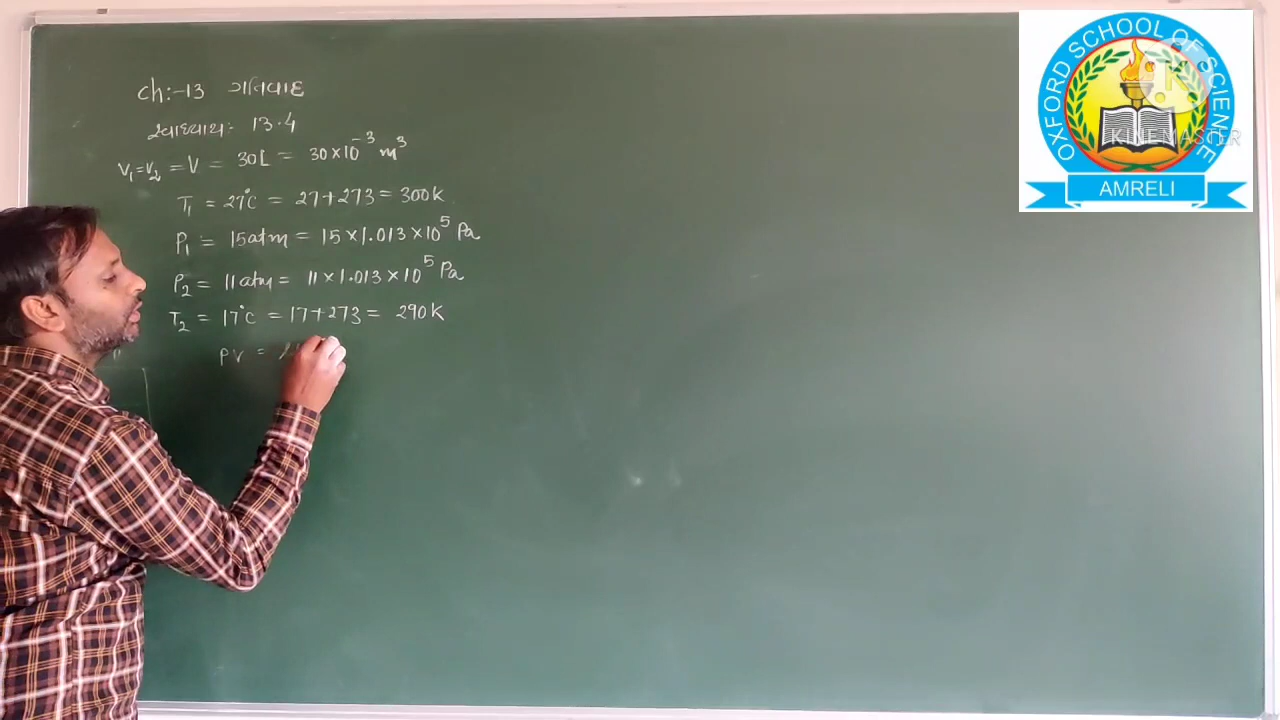 Ch:-13 ગતિવાદ
સ્વાધ્યાય:- 13.4
V₁=V₂ = V = 30L = 30×10⁻³ m³
T₁ = 27°C = 27+273 = 300K
P₁ = 15atm = 15×1.013×10⁵ Pa
P₂ = 11atm = 11×1.013×10⁵ Pa
T₂ = 17°C = 17+273 = 290K
PV =
OXFORD SCHOOL OF SCIENCE
KINEMASTER
AMRELI